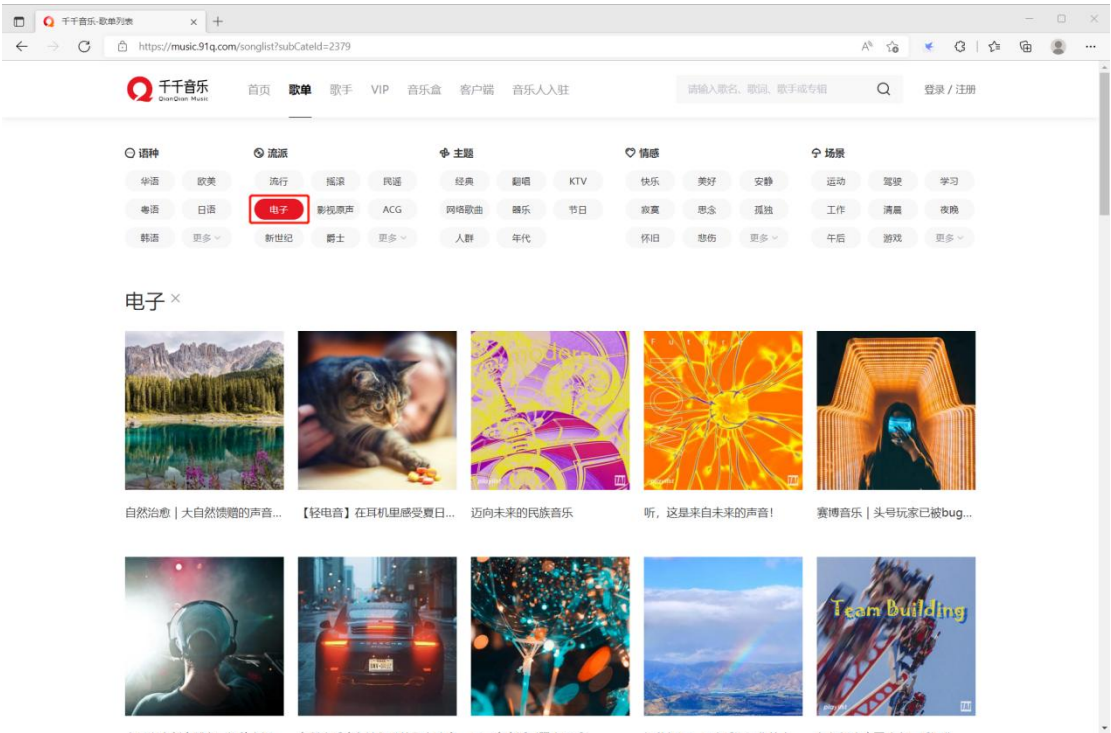 千千音乐-歌单列表
https://music.91q.com/songlist?subCateId=2379
千千音乐
QianQian Music
首页 歌单 歌手 VIP 音乐盒 客户端 音乐人入驻
请输入歌名、歌词、歌手或专辑
登录 / 注册
语种 流派 主题 情感 场景
华语 欧美 流行 摇滚 民谣 经典 翻唱 KTV 快乐 美好 安静 运动 驾驶 学习
粤语 日语 电子 影视原声 ACG 网络歌曲 器乐 节日 寂寞 思念 孤独 工作 清晨 夜晚
韩语 更多 新世纪 爵士 更多 人群 年代 怀旧 悲伤 更多 午后 游戏 更多
电子 ×
modern
Future
自然治愈 | 大自然馈赠的声音...
【轻电音】在耳机里感受夏日...
迈向未来的民族音乐
听，这是来自未来的声音！
赛博音乐 | 头号玩家已被bug...
PORSCHE
Team Building